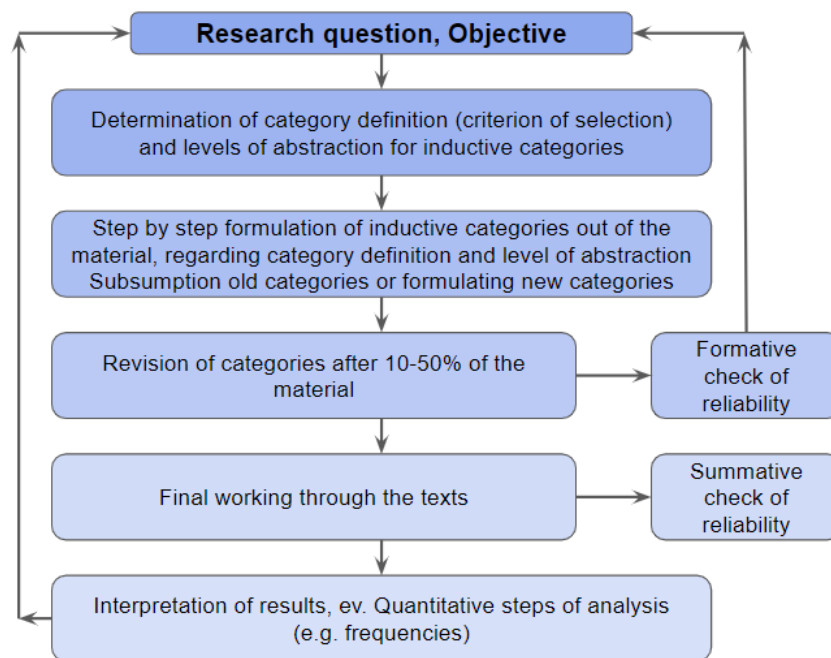 Research question, Objective
Determination of category definition (criterion of selection)
and levels of abstraction for inductive categories
Step by step formulation of inductive categories out of the
material, regarding category definition and level of abstraction
Subsumption old categories or formulating new categories
Revision of categories after 10-50% of the
material
Formative
check of
reliability
Final working through the texts
Summative
check of
reliability
Interpretation of results, ev. Quantitative steps of analysis
(e.g. frequencies)